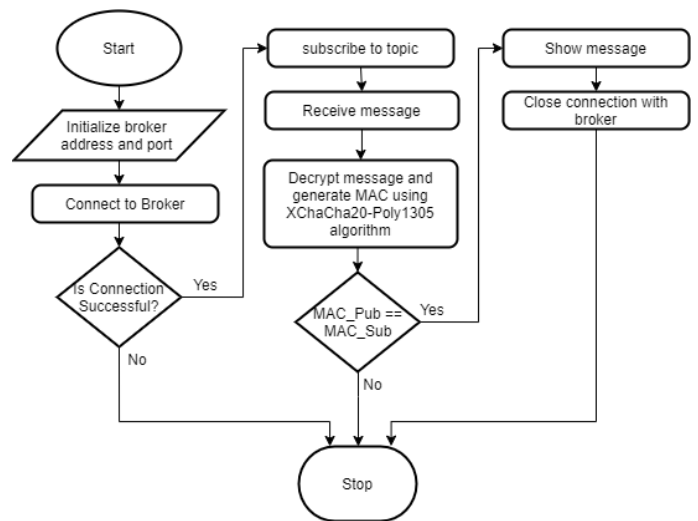 Start
Initialize broker
address and port
Connect to Broker
Is Connection
Successful?
Yes
No
subscribe to topic
Receive message
Decrypt message and
generate MAC using
XChaCha20-Poly1305
algorithm
MAC_Pub ==
MAC_Sub
Yes
No
Show message
Close connection with
broker
Stop